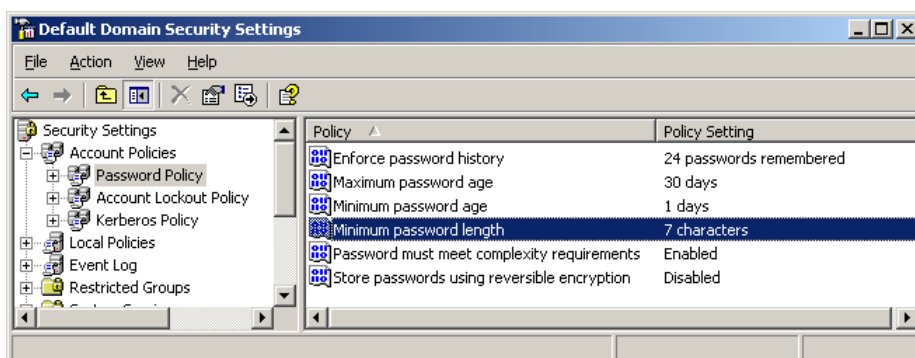 Default Domain Security Settings
File Action View Help
Security Settings
Account Policies
Password Policy
Account Lockout Policy
Kerberos Policy
Local Policies
Event Log
Restricted Groups
Policy Policy Setting
Enforce password history 24 passwords remembered
Maximum password age 30 days
Minimum password age 1 days
Minimum password length 7 characters
Password must meet complexity requirements Enabled
Store passwords using reversible encryption Disabled